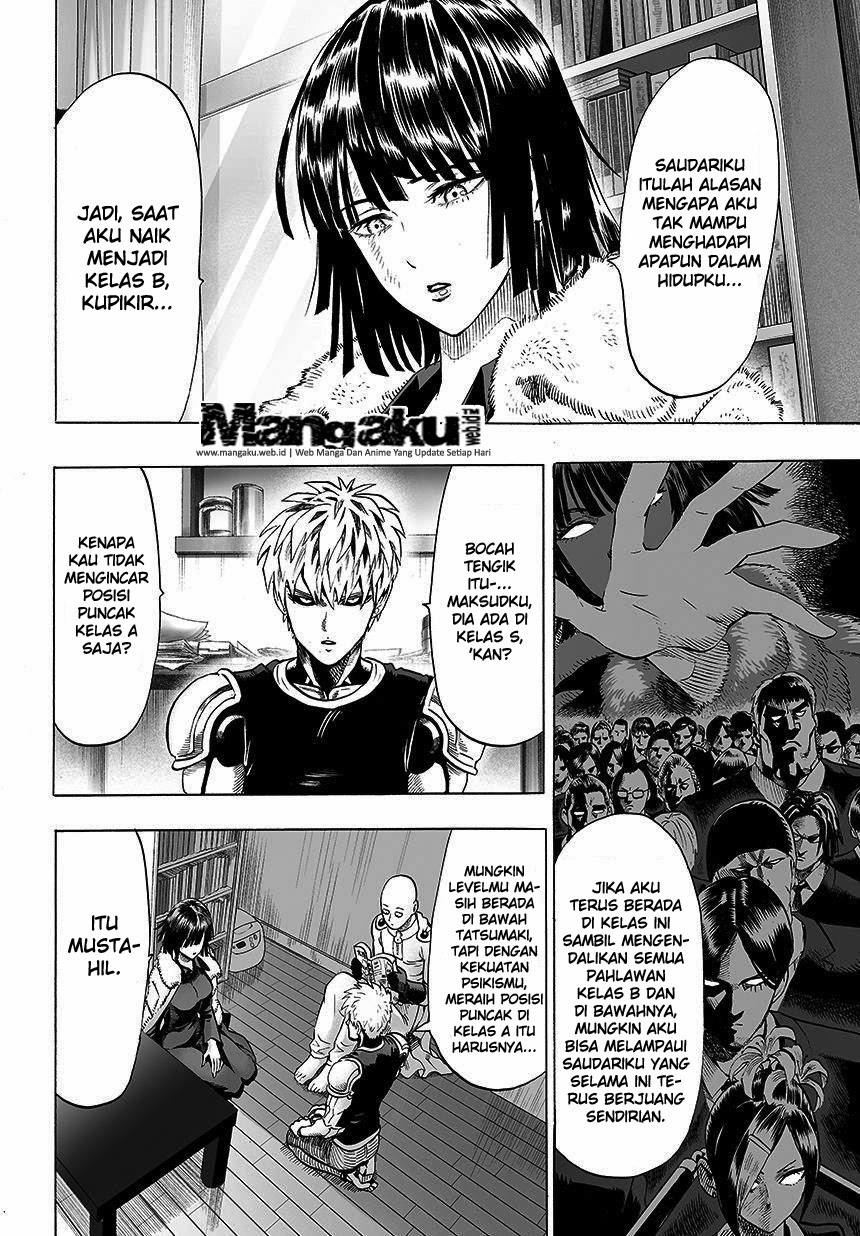 SAUDARIKU
ITULAH ALASAN
MENGAPA AKU
TAK MAMPU
MENGHADAPI
APAPUN DALAM
HIDUPKU...
JADI, SAAT
AKU NAIK
MENJADI
KELAS B,
KUPIKIR...
Mangaku
web.id
www.mangaku.web.id | Web Manga Dan Anime Yang Update Setiap Hari
JIKA AKU
TERUS BERADA
DI KELAS INI
SAMBIL MENGEN-
DALIKAN SEMUA
PAHLAWAN
KELAS B DAN
DI BAWAHNYA,
MUNGKIN AKU
BISA MELAMPAUI
SAUDARIKU YANG
SELAMA INI TE-
RUS BERJUANG
SENDIRIAN.
BOCAH
TENGIK
ITU-...
MAKSUDKU,
DIA ADA DI
KELAS S,
'KAN?
KENAPA
KAU TIDAK
MENGINCAR
POSISI
PUNCAK
KELAS A
SAJA?
MUNGKIN
LEVELMU MA-
SIH BERADA
DI BAWAH
TATSUMAKI,
TAPI DENGAN
KEKUATAN
PSIKISMU,
MERAIH POSISI
PUNCAK DI
KELAS A ITU
HARUSNYA...
ITU
MUSTA-
HIL.